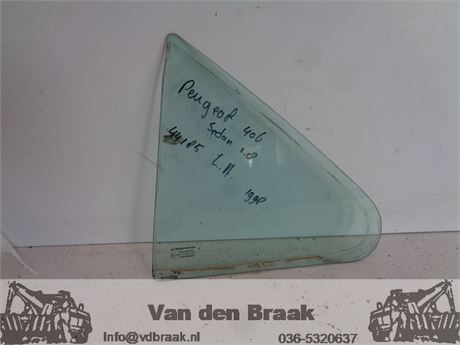 Peugeot 406
Sedan 1.8
44185 L.A.
1998
Van den Braak
Info@vdbraak.nl
036-5320637